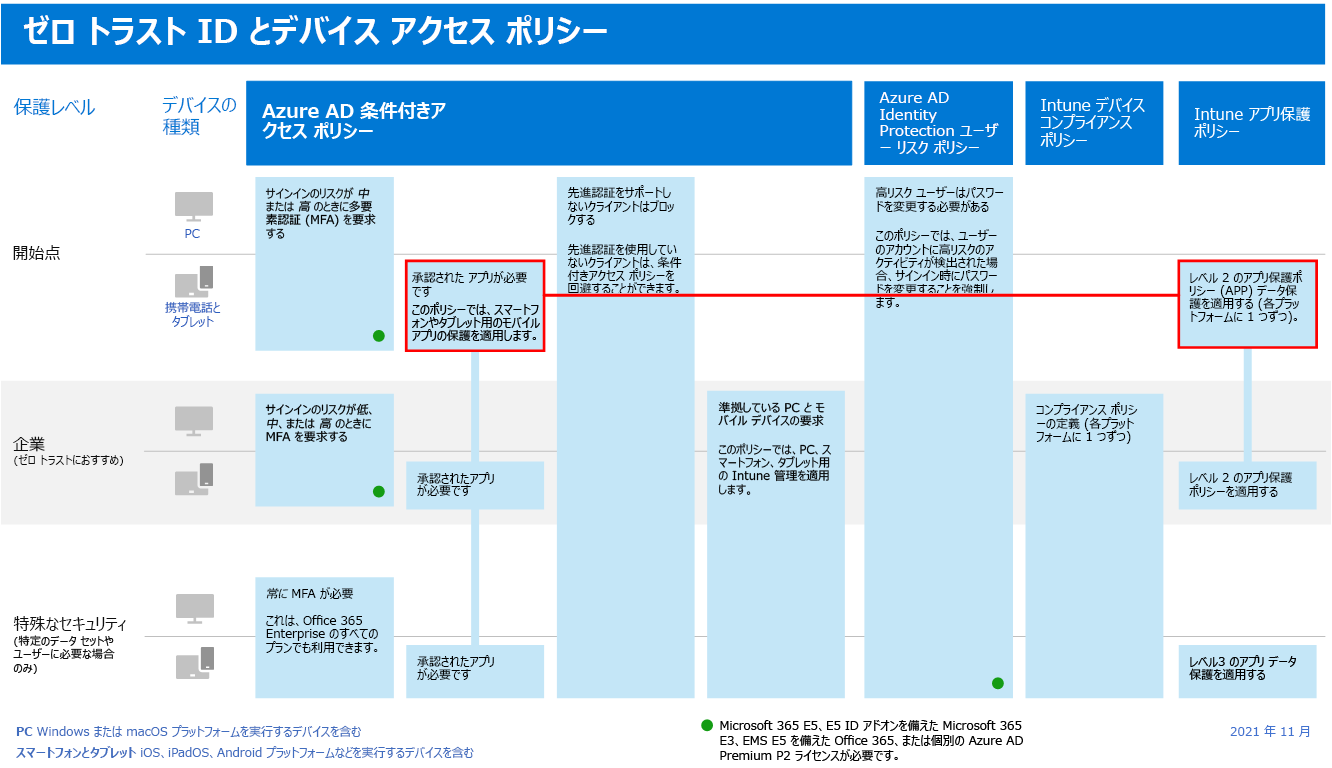 ゼロ トラスト ID とデバイス アクセス ポリシー
保護レベル
デバイスの
種類
Azure AD 条件付きア
クセス ポリシー
Azure AD
Identity
Protection ユーザ
ー リスク ポリシー
Intune デバイス
コンプライアンス
ポリシー
Intune アプリ保護
ポリシー
開始点
PC
携帯電話と
タブレット
サインインのリスクが 中
または 高 のときに多要
素認証 (MFA) を要求
する
承認された アプリが必要
です
このポリシーでは、スマートフ
ォンやタブレット用のモバイル
アプリの保護を適用します。
先進認証をサポートし
ないクライアントはブロッ
クする
先進認証を使用してい
ないクライアントは、条件
付きアクセス ポリシーを
回避することができます。
高リスク ユーザーはパスワー
ドを変更する必要がある
このポリシーでは、ユーザー
のアカウントに高リスクのア
クティビティが検出された場
合、サインイン時にパスワー
ドを変更することを強制し
ます。
レベル 2 のアプリ保護ポ
リシー (APP) データ保
護を適用する (各プラッ
トフォームに 1 つずつ)。
企業
(ゼロ トラストにおすすめ)
サインインのリスクが低、
中、または 高 のときに
MFA を要求する
承認されたアプリ
が必要です
準拠している PC とモ
バイル デバイスの要求
このポリシーでは、PC、ス
マートフォン、タブレット用
の Intune 管理を適用
します。
コンプライアンス ポリシ
ーの定義 (各プラット
フォームに 1 つずつ)
レベル 2 のアプリ保護
ポリシーを適用する
特殊なセキュリティ
(特定のデータ セットや
ユーザーに必要な場合
のみ)
常に MFA が必要
これは、Office 365
Enterprise のすべての
プランでも利用できます。
承認されたアプリ
が必要です
レベル3 のアプリ データ
保護を適用する
PC Windows または macOS プラットフォームを実行するデバイスを含む
スマートフォンとタブレット iOS、iPadOS、Android プラットフォームなどを実行するデバイスを含む
Microsoft 365 E5、E5 ID アドオンを備えた Microsoft 365
E3、EMS E5 を備えた Office 365、または個別の Azure AD
Premium P2 ライセンスが必要です。
2021 年 11 月